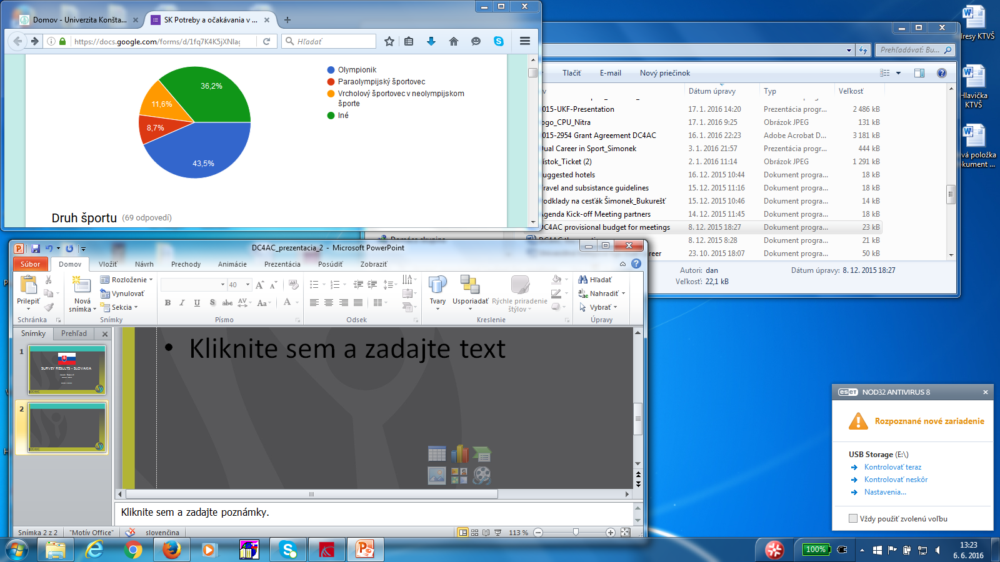 Domov - Univerzita Konšta...
SK Potreby a očakávania v ...
https://docs.google.com/forms/d/1fq7K4K5jXNlag
Hľadať
36,2%
11,6%
8,7%
43,5%
Olympionik
Paraolympijský športovec
Vrcholový športovec v neolympijskom
športe
Iné
Druh športu (69 odpovedí)
Prehľadávať: Bu...
Tlačiť E-mail Nový priečinok
Dátum úpravy Typ Veľkosť
015-UKF-Presentation 17. 1. 2016 14:20 Prezentácia progr... 2 486 kB
ogo_CPU_Nitra 17. 1. 2016 9:25 Obrázok JPEG 131 kB
015-2954 Grant Agreement DC4AC 16. 1. 2016 22:23 Adobe Acrobat D... 3 181 kB
Dual Career in Sport_Simonek 3. 1. 2016 21:57 Prezentácia progr... 444 kB
ístok_Ticket (2) 2. 1. 2016 11:14 Obrázok JPEG 1 291 kB
uggested hotels 16. 12. 2015 10:44 Dokument progra... 18 kB
Travel and subsistance guidelines 15. 12. 2015 11:16 Dokument progra... 18 kB
odklady na cesťák Šimonek_Bukurešť 15. 12. 2015 10:46 Dokument progra... 14 kB
Agenda Kick-off Meeting partners 14. 12. 2015 11:45 Dokument progra... 18 kB
DC4AC provisional budget for meetings 8. 12. 2015 18:27 Dokument progra... 23 kB
8. 12. 2015 8:28 Dokument progra... 21 kB
23. 10. 2015 18:07 Dokument progra... 50 kB
Autori: dan Dátum úpravy: 8. 12. 2015 18:27
Veľkosť: 22,1 kB
resy KTVŠ
Hlavička
KTVŠ
vá položka
kument ...
DC4AC_prezentacia_2 - Microsoft PowerPoint
Súbor Domov Vložiť Návrh Prechody Animácie Prezentácia Posúdiť Zobraziť
Prilepiť
Schránka
Nová
snímka
Rozloženie
Vynulovať
Sekcia
Snímky
40
B I U S abc AV Aa A
Písmo
Odsek
Tvary
Usporiadať
Rýchle priradenie
štýlov
Kreslenie
Hľadať
Nahradiť
Vybrať
Úpravy
Snímky Prehľad
1
SURVEY RESULTS - SLOVAKIA
DC4AC
2
DC4AC
• Kliknite sem a zadajte text
Kliknite sem a zadajte poznámky.
Snímka 2 z 2 "Motív Office" slovenčina 113 %
eset NOD32 ANTIVIRUS 8
Rozpoznané nové zariadenie
USB Storage (E:\)
Kontrolovať teraz
Kontrolovať neskôr
Nastavenia...
Vždy použiť zvolenú voľbu
100%
13:23
6. 6. 2016